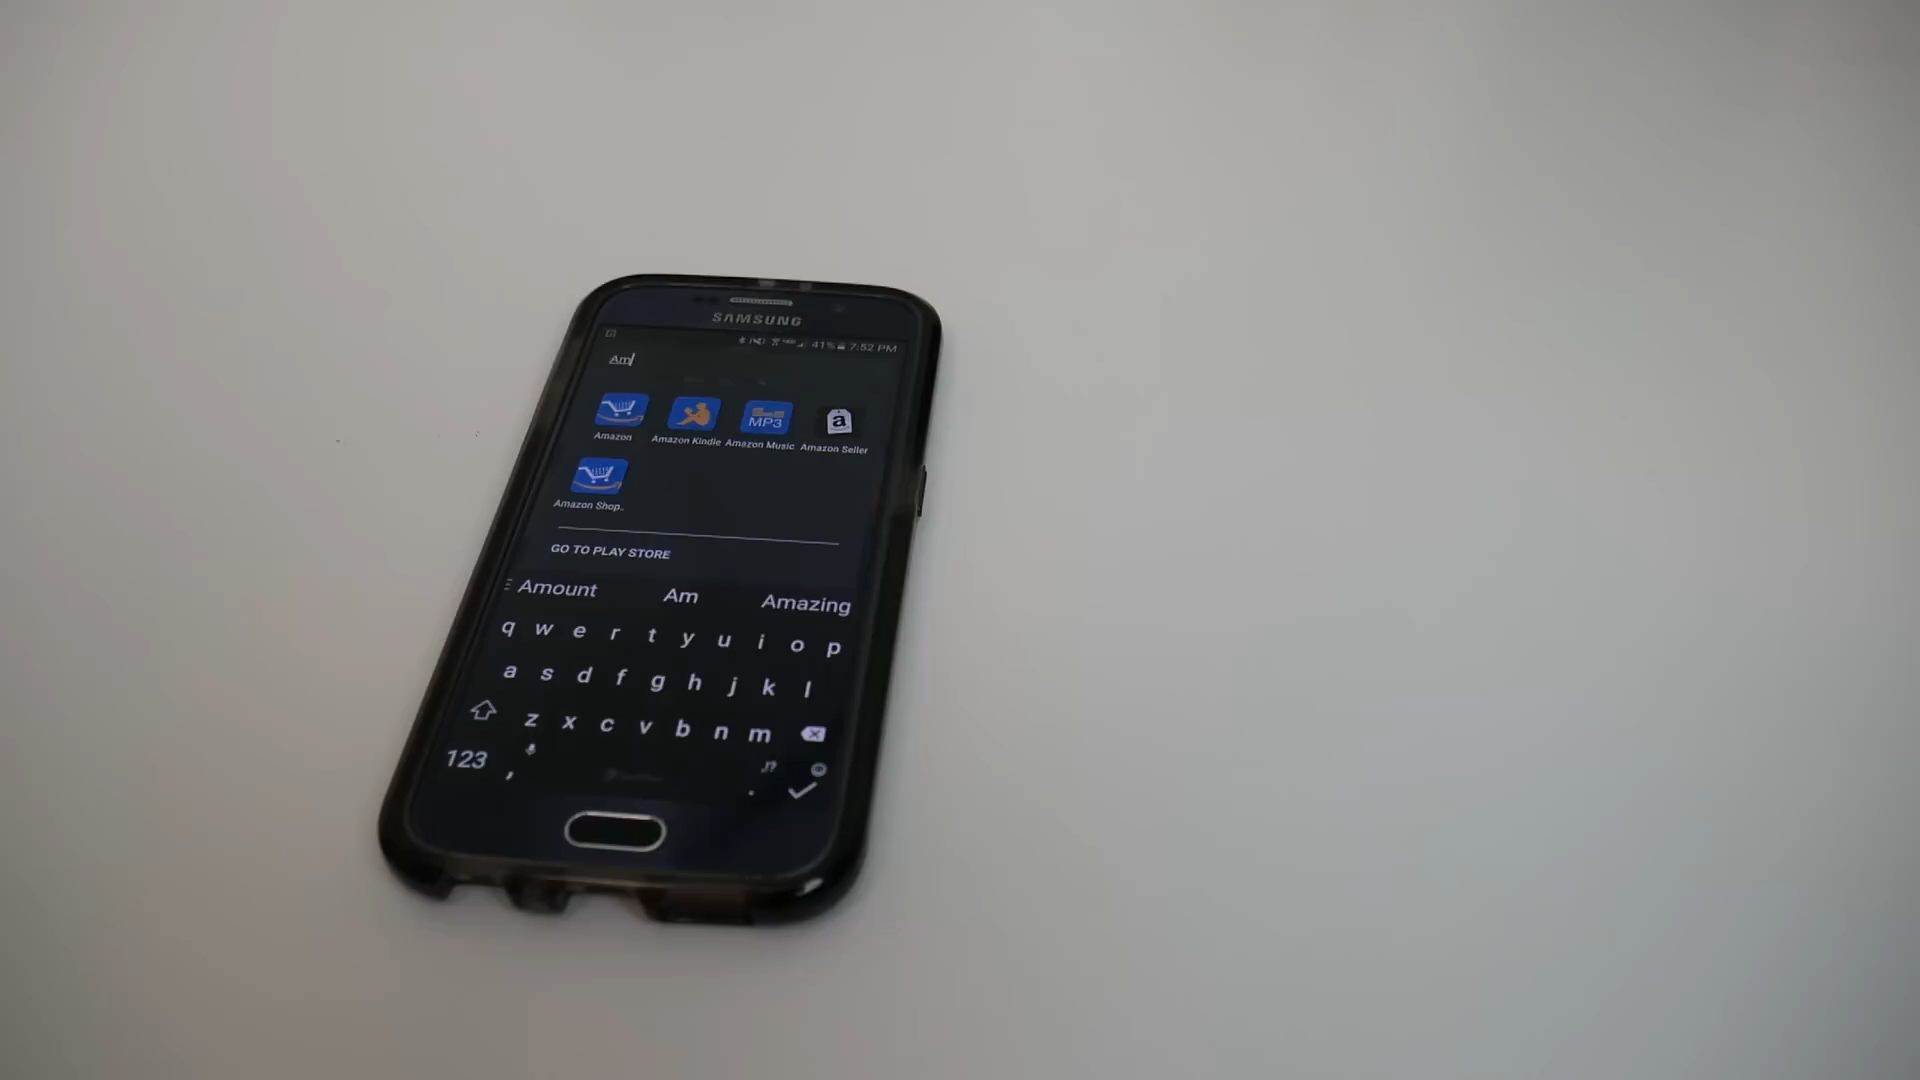 SAMSUNG
41% 7:52 PM
Am
MP3
a
Amazon Amazon Kindle Amazon Music Amazon Seller
Amazon Shop..
GO TO PLAY STORE
Amount Am Amazing
q w e r t y u i o p
a s d f g h j k l
z x c v b n m
123 , . ,!?